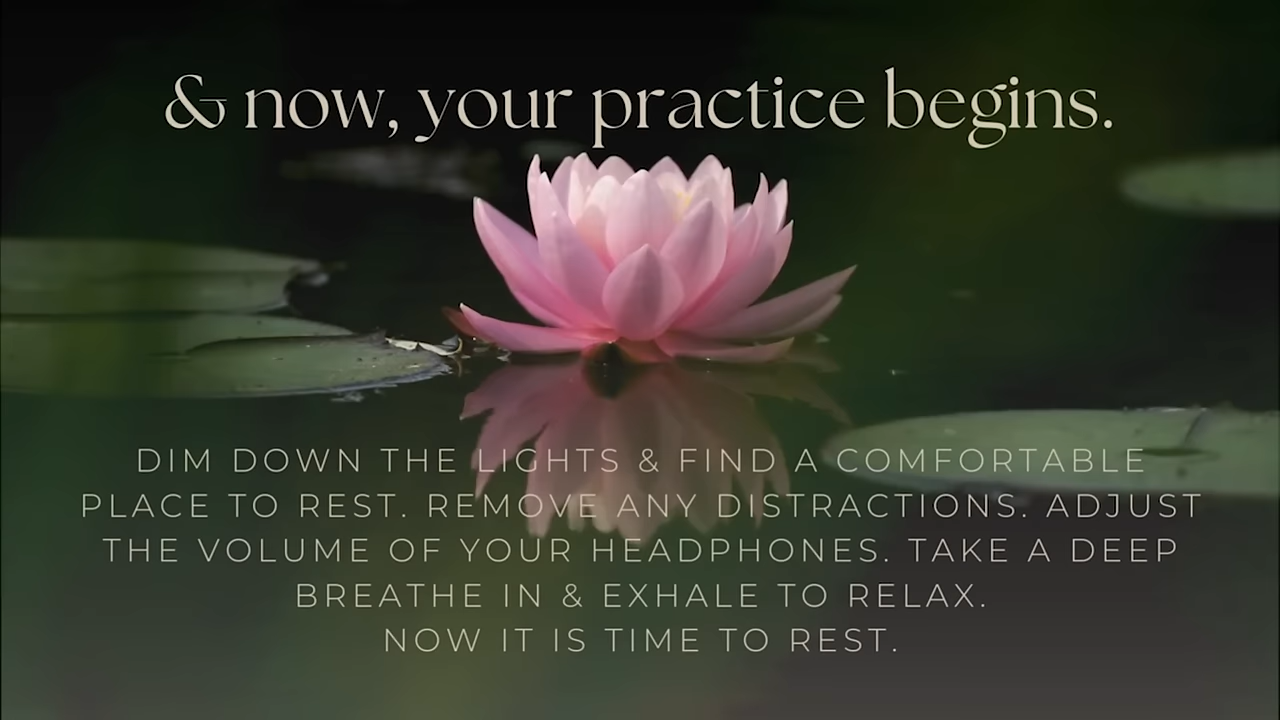 & now, your practice begins.
DIM DOWN THE LIGHTS & FIND A COMFORTABLE
PLACE TO REST. REMOVE ANY DISTRACTIONS. ADJUST
THE VOLUME OF YOUR HEADPHONES. TAKE A DEEP
BREATHE IN & EXHALE TO RELAX.
NOW IT IS TIME TO REST.